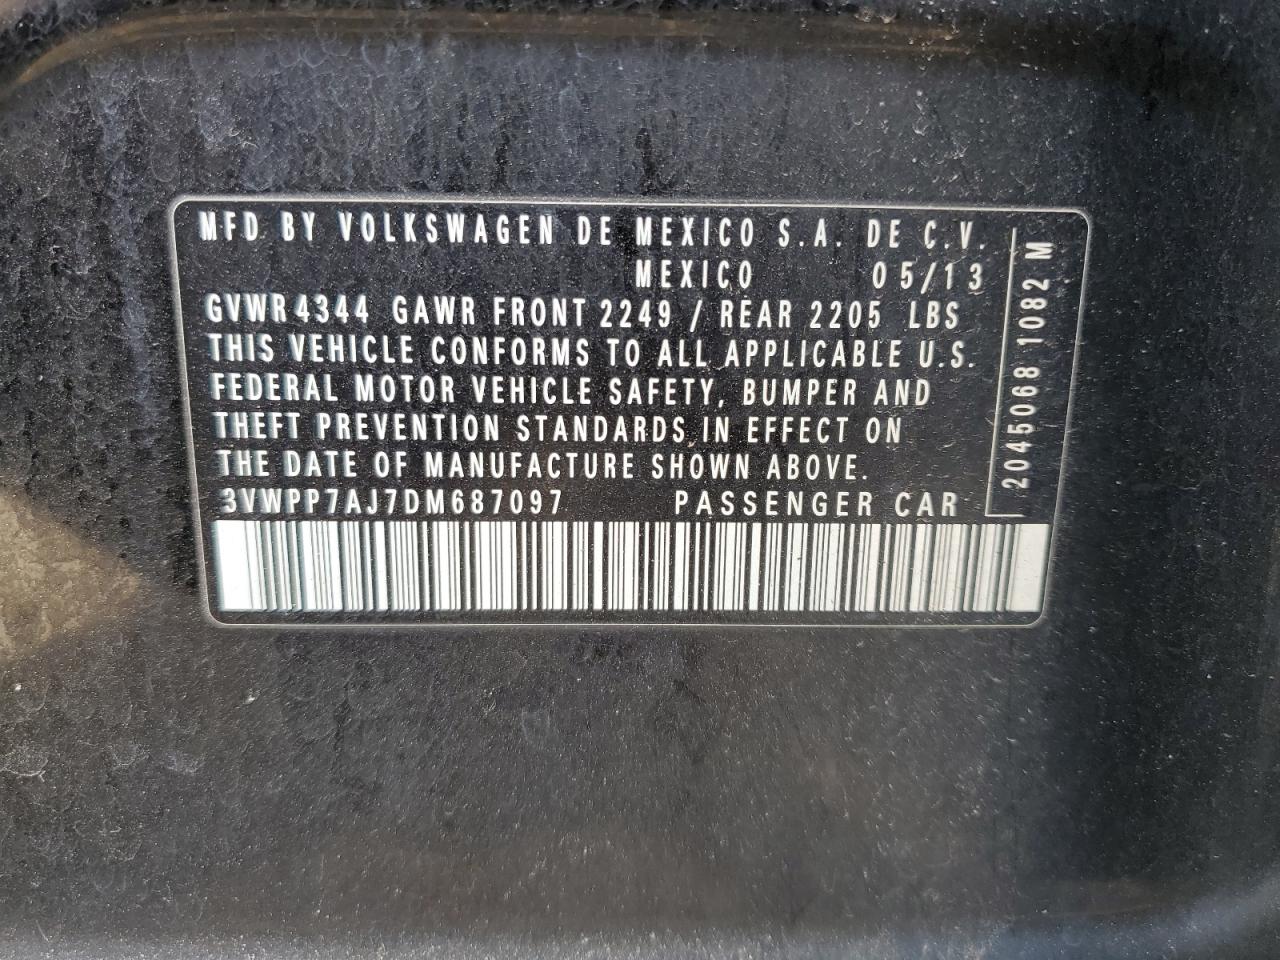 MFD BY VOLKSWAGEN DE MEXICO S.A. DE C.V.
MEXICO 05/13
GVWR 4344 GAWR FRONT 2249 / REAR 2205 LBS
THIS VEHICLE CONFORMS TO ALL APPLICABLE U.S.
FEDERAL MOTOR VEHICLE SAFETY, BUMPER AND
THEFT PREVENTION STANDARDS IN EFFECT ON
THE DATE OF MANUFACTURE SHOWN ABOVE.
3VWPP7AJ7DM687097 PASSENGER CAR
2045068 1082 M